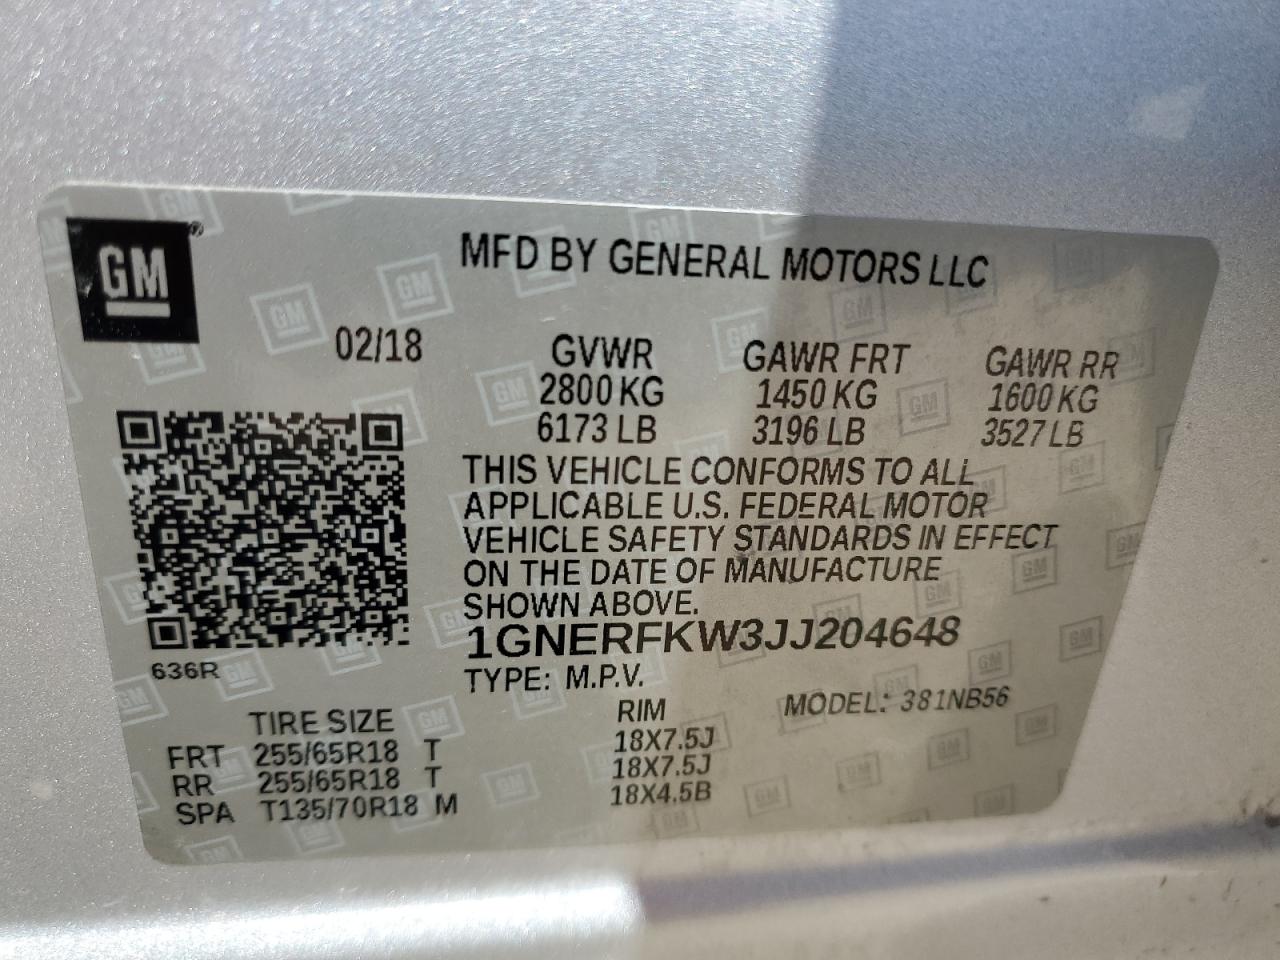 GM®
MFD BY GENERAL MOTORS LLC
02/18
GVWR GAWR FRT GAWR RR
2800 KG 1450 KG 1600 KG
6173 LB 3196 LB 3527 LB
THIS VEHICLE CONFORMS TO ALL
APPLICABLE U.S. FEDERAL MOTOR
VEHICLE SAFETY STANDARDS IN EFFECT
ON THE DATE OF MANUFACTURE
SHOWN ABOVE.
1GNERFKW3JJ204648
636R
TYPE: M.P.V.
MODEL: 381NB56
TIRE SIZE RIM
FRT 255/65R18 T 18X7.5J
RR 255/65R18 T 18X7.5J
SPA T135/70R18 M 18X4.5B